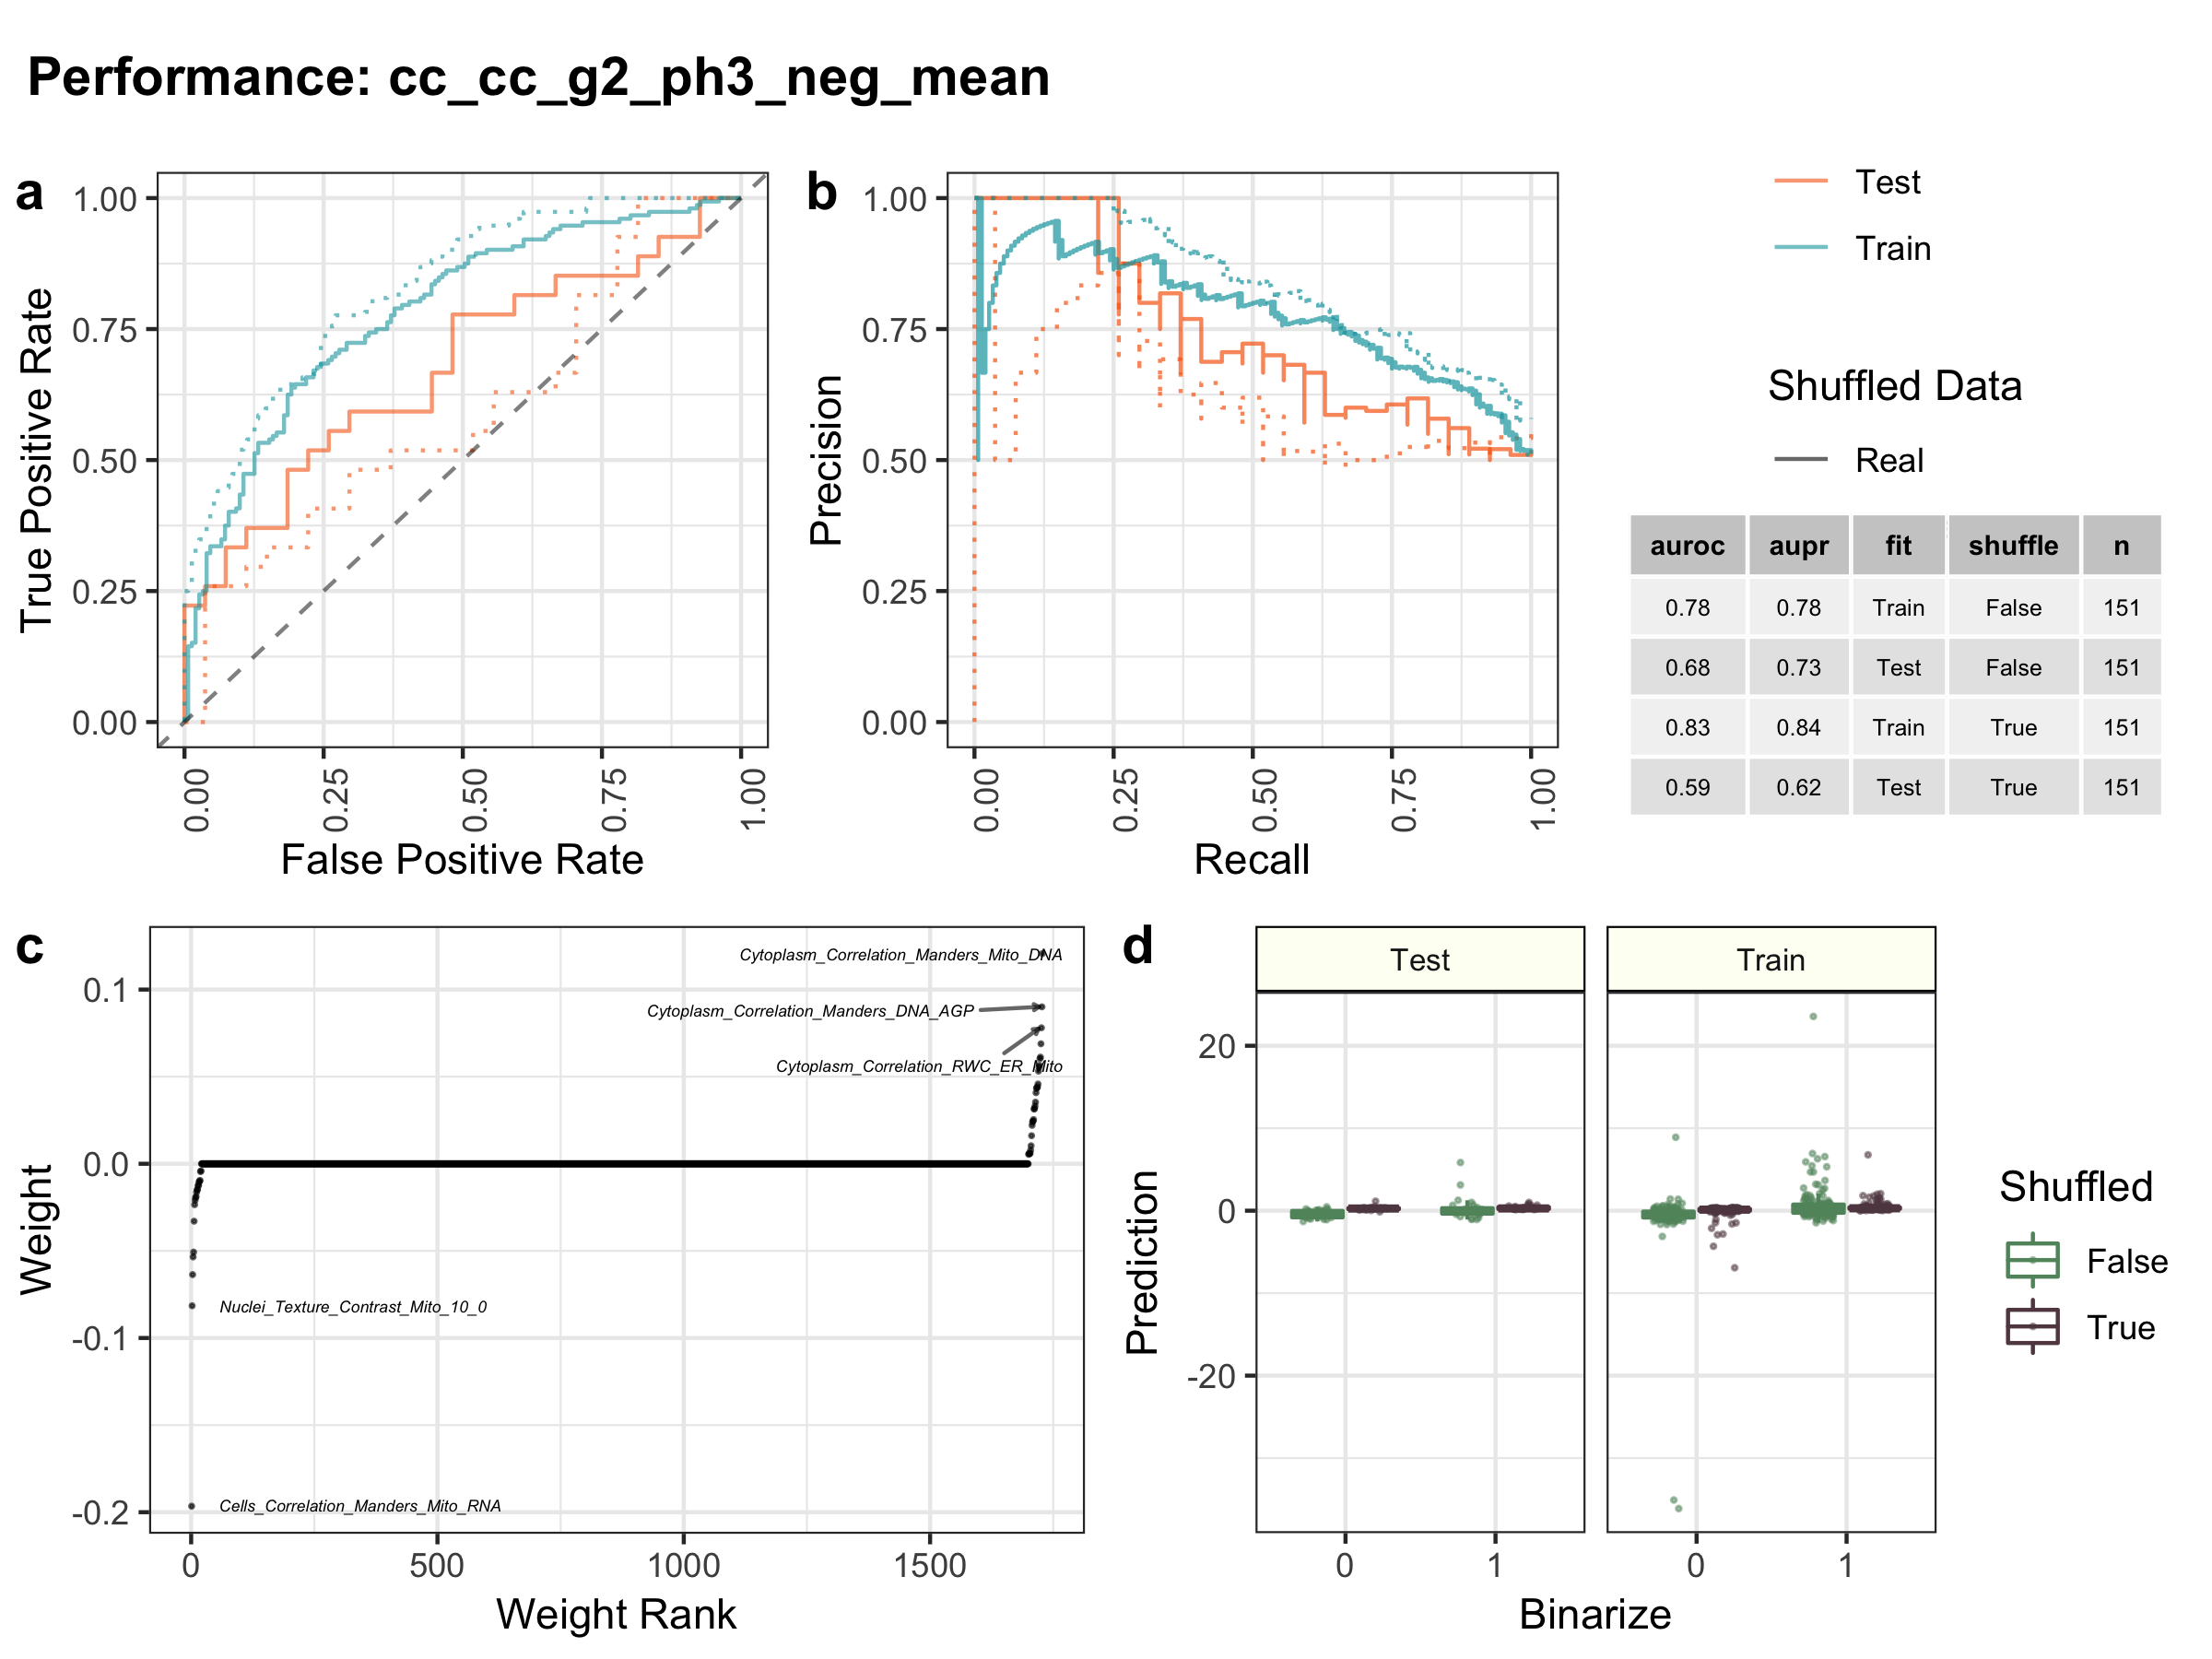 Performance: cc_cc_g2_ph3_neg_mean
a
1.00
0.75
0.50
0.25
0.00
True Positive Rate
0.00
0.25
0.50
0.75
1.00
False Positive Rate
b
1.00
0.75
0.50
0.25
0.00
Precision
0.00
0.25
0.50
0.75
1.00
Recall
Test
Train
Shuffled Data
Real
auroc aupr fit shuffle n
0.78 0.78 Train False 151
0.68 0.73 Test False 151
0.83 0.84 Train True 151
0.59 0.62 Test True 151
c
0.1
0.0
-0.1
-0.2
Weight
Cytoplasm_Correlation_Manders_Mito_DNA
Cytoplasm_Correlation_Manders_DNA_AGP
Cytoplasm_Correlation_RWC_ER_Mito
Nuclei_Texture_Contrast_Mito_10_0
Cells_Correlation_Manders_Mito_RNA
0
500
1000
1500
Weight Rank
d
Test
Train
20
0
-20
Prediction
0
1
0
1
Binarize
Shuffled
False
True